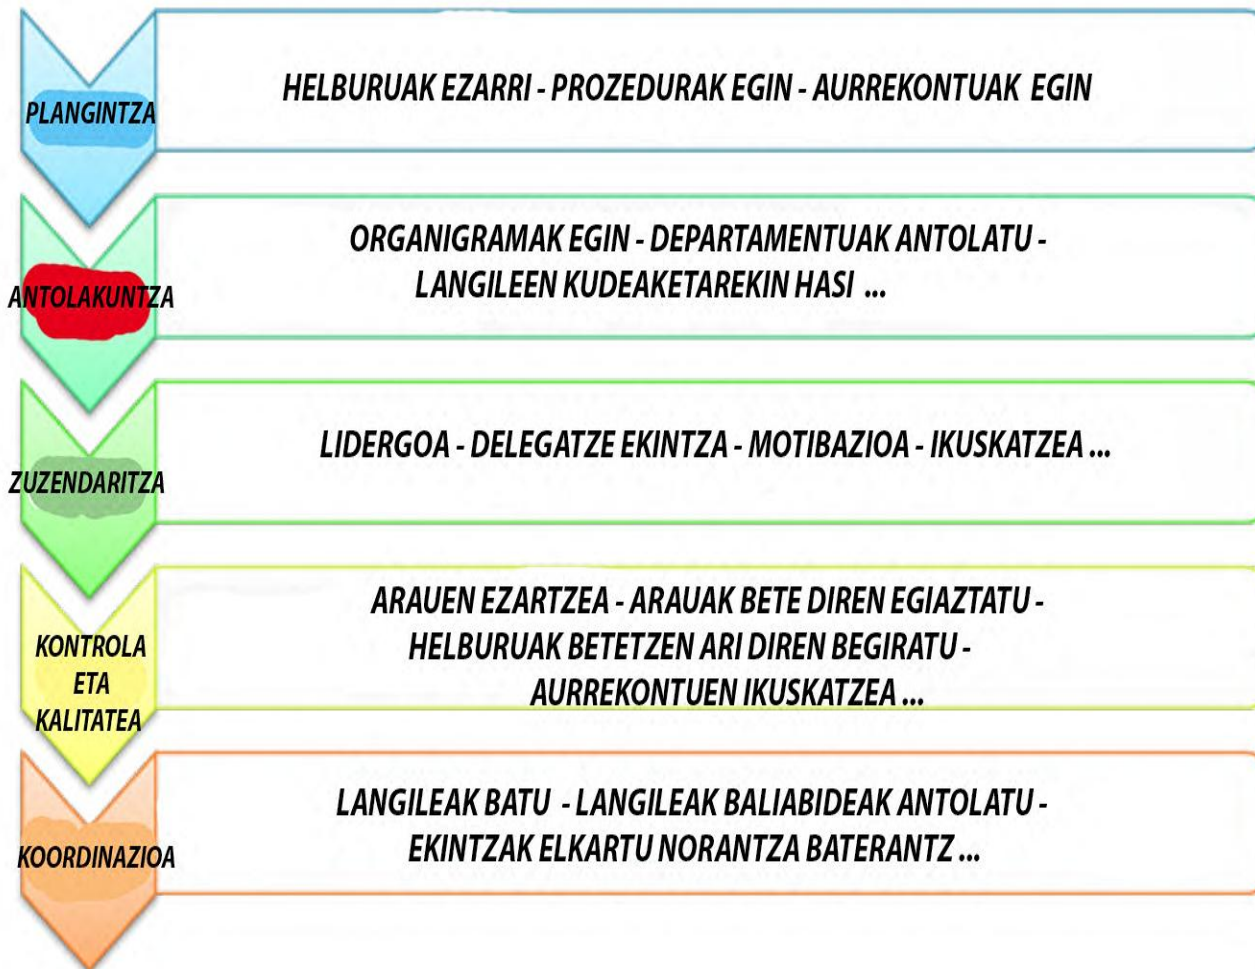 PLANGINTZA
HELBURUAK EZARRI - PROZEDURAK EGIN - AURREKONTUAK EGIN
ANTOLAKUNTZA
ORGANIGRAMAK EGIN - DEPARTAMENTUAK ANTOLATU -
LANGILEEN KUDEAKETAREKIN HASI ...
ZUZENDARITZA
LIDERGOA - DELEGATZE EKINTZA - MOTIBAZIOA - IKUSKATZEA ...
KONTROLA
ETA
KALITATEA
ARAUEN EZARTZEA - ARAUAK BETE DIREN EGIAZTATU -
HELBURUAK BETETZEN ARI DIREN BEGIRATU -
AURREKONTUEN IKUSKATZEA ...
KOORDINAZIOA
LANGILEAK BATU - LANGILEAK BALIABIDEAK ANTOLATU -
EKINTZAK ELKARTU NORANTZA BATERANTZ ...